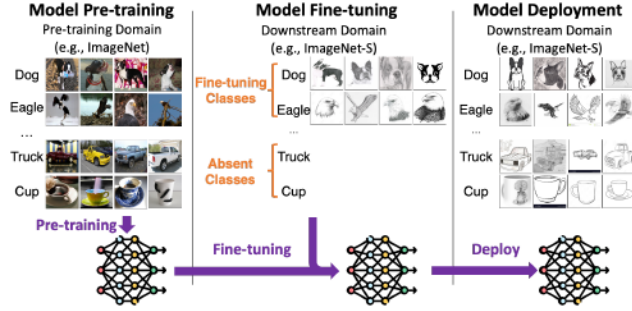 Model Pre-training
Pre-training Domain
(e.g., ImageNet)
Dog
Eagle
...
Truck
Cup
Pre-training
Model Fine-tuning
Downstream Domain
(e.g., ImageNet-S)
Fine-tuning
Classes
Dog
Eagle
...
Absent
Classes
Truck
Cup
Fine-tuning
Model Deployment
Downstream Domain
(e.g., ImageNet-S)
Dog
Eagle
...
Truck
Cup
Deploy